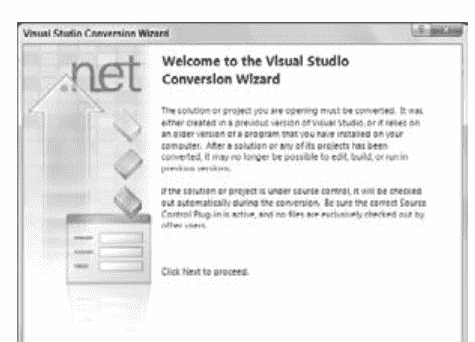 Visual Studio Conversion Wizard
.net
Welcome to the Visual Studio
Conversion Wizard
The solution or project you are opening must be converted. It was
either created in a previous version of Visual Studio, or it relies on
an older version of a program that you have installed on your
computer. After a solution or any of its projects has been
converted, it may no longer be possible to edit, build, or run in
previous versions.
If the solution or project is under source control, it will be checked
out automatically during the conversion. Be sure the correct Source
Control Plug-in is active, and no files are exclusively checked out by
other users.
Click Next to proceed.